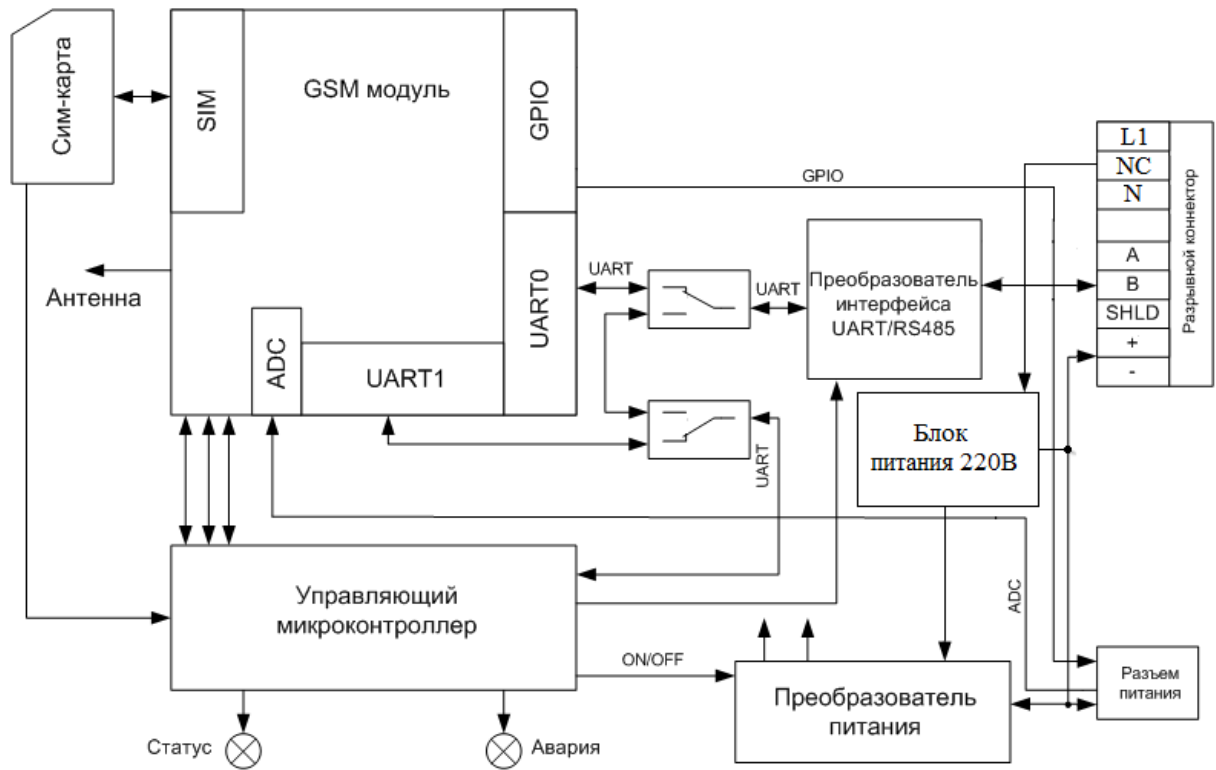 Сим-карта
SIM
GSM модуль
GPIO
GPIO
L1
NC
N
A
B
SHLD
+
-
Разрывной коннектор
Антенна
UART0
UART
UART
Преобразователь
интерфейса
UART/RS485
ADC
UART1
UART
Блок
питания 220В
Управляющий
микроконтроллер
ADC
ON/OFF
Преобразователь
питания
Разъем
питания
Статус
Авария